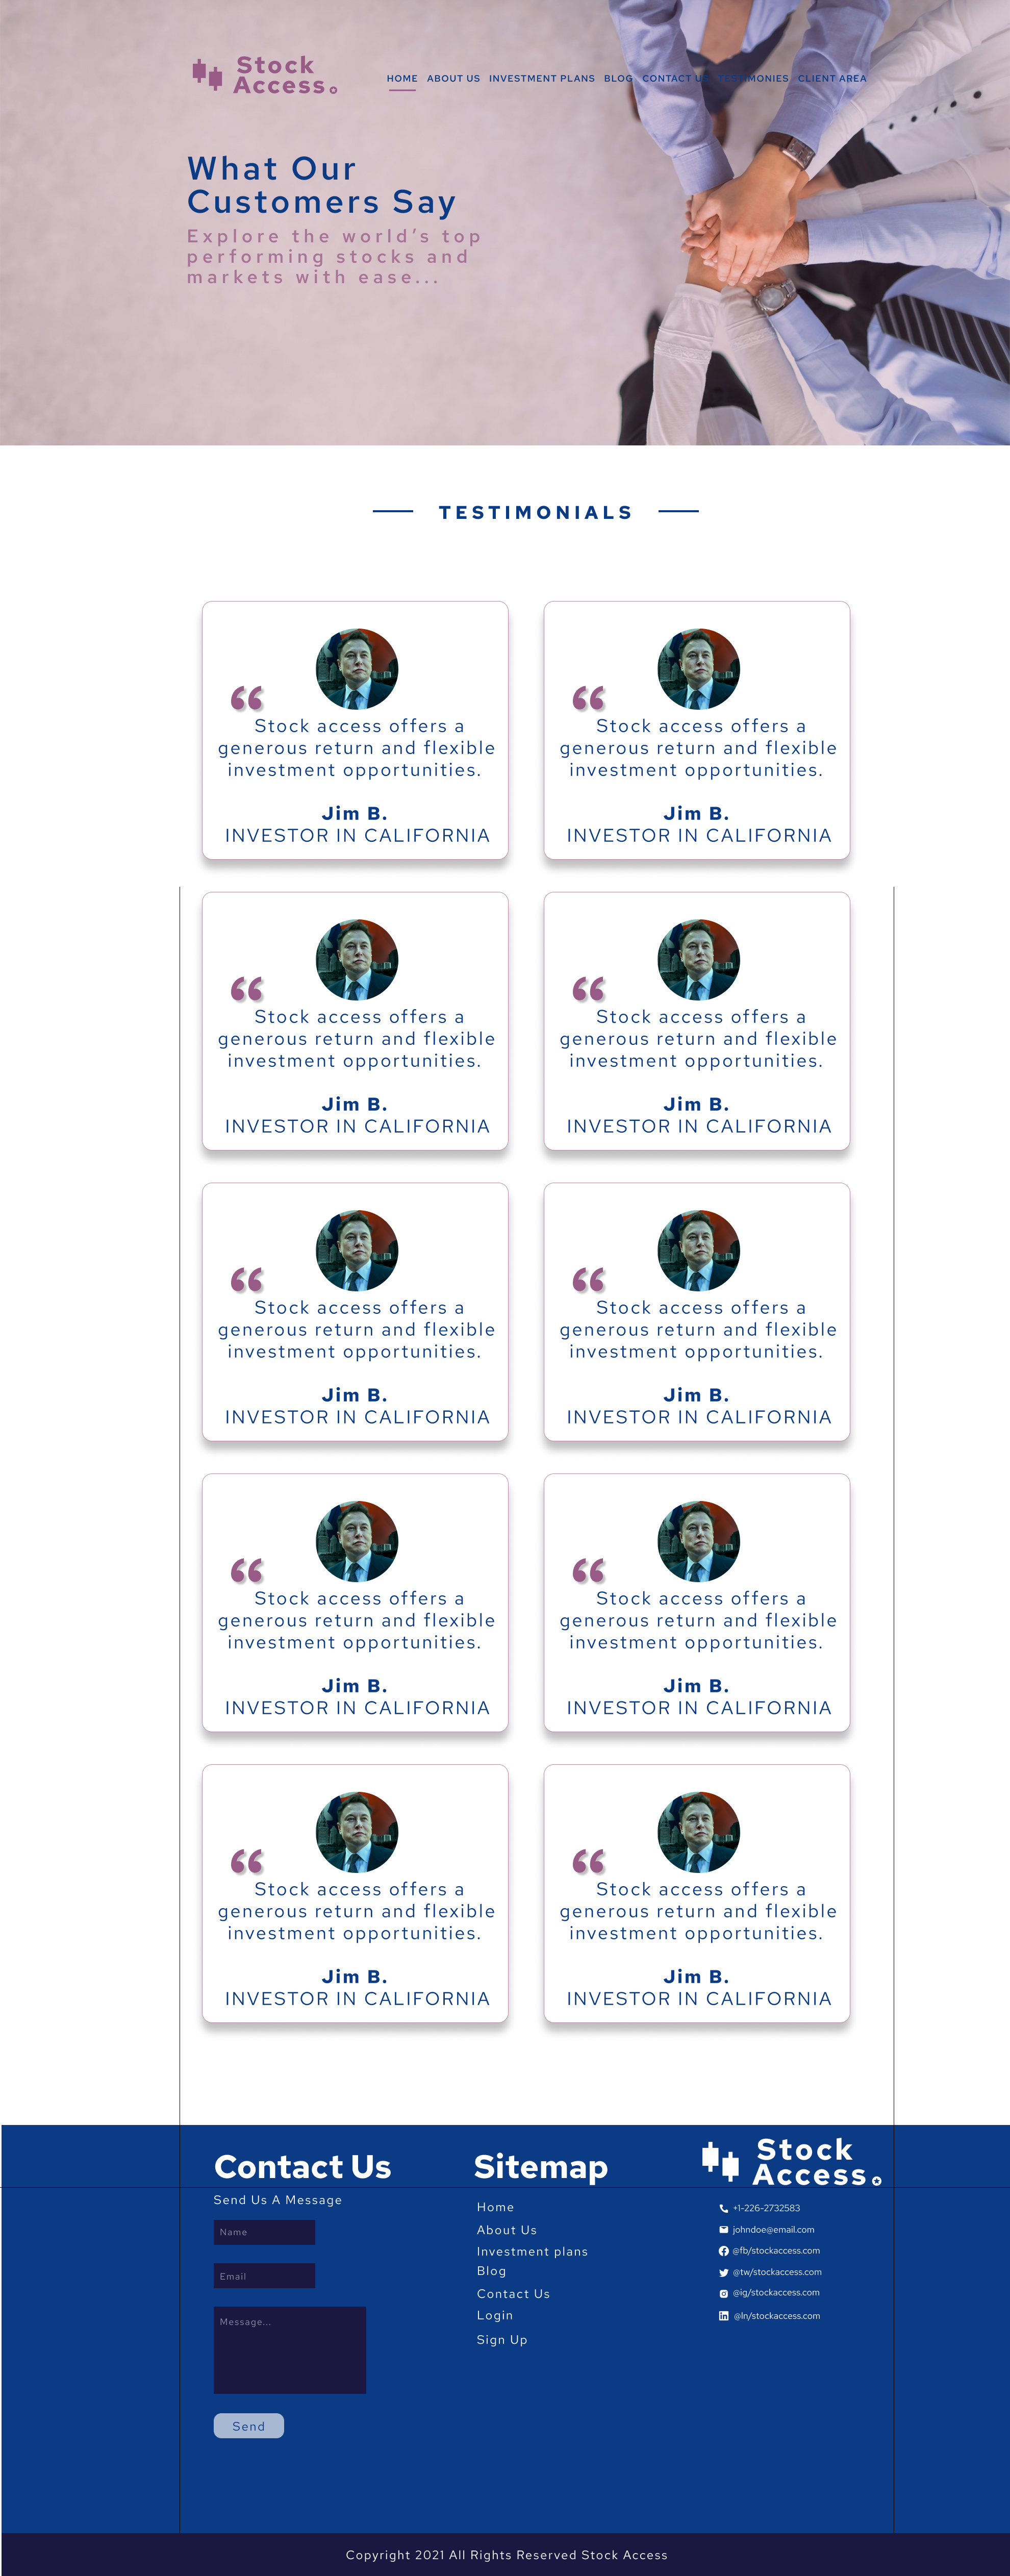 Stock
Access
HOME ABOUT US INVESTMENT PLANS BLOG CONTACT US TESTIMONIES CLIENT AREA
What Our
Customers Say
Explore the world's top
performing stocks and
markets with ease...
TESTIMONIALS
Stock access offers a
generous return and flexible
investment opportunities.
Jim B.
INVESTOR IN CALIFORNIA
Stock access offers a
generous return and flexible
investment opportunities.
Jim B.
INVESTOR IN CALIFORNIA
Stock access offers a
generous return and flexible
investment opportunities.
Jim B.
INVESTOR IN CALIFORNIA
Stock access offers a
generous return and flexible
investment opportunities.
Jim B.
INVESTOR IN CALIFORNIA
Stock access offers a
generous return and flexible
investment opportunities.
Jim B.
INVESTOR IN CALIFORNIA
Stock access offers a
generous return and flexible
investment opportunities.
Jim B.
INVESTOR IN CALIFORNIA
Stock access offers a
generous return and flexible
investment opportunities.
Jim B.
INVESTOR IN CALIFORNIA
Stock access offers a
generous return and flexible
investment opportunities.
Jim B.
INVESTOR IN CALIFORNIA
Stock access offers a
generous return and flexible
investment opportunities.
Jim B.
INVESTOR IN CALIFORNIA
Stock access offers a
generous return and flexible
investment opportunities.
Jim B.
INVESTOR IN CALIFORNIA
Contact Us
Send Us A Message
Name
Email
Message...
Send
Sitemap
Home
About Us
Investment plans
Blog
Contact Us
Login
Sign Up
Stock
Access
+1-226-2732583
johndoe@email.com
@fb/stockaccess.com
@tw/stockaccess.com
@ig/stockaccess.com
@ln/stockaccess.com
Copyright 2021 All Rights Reserved Stock Access